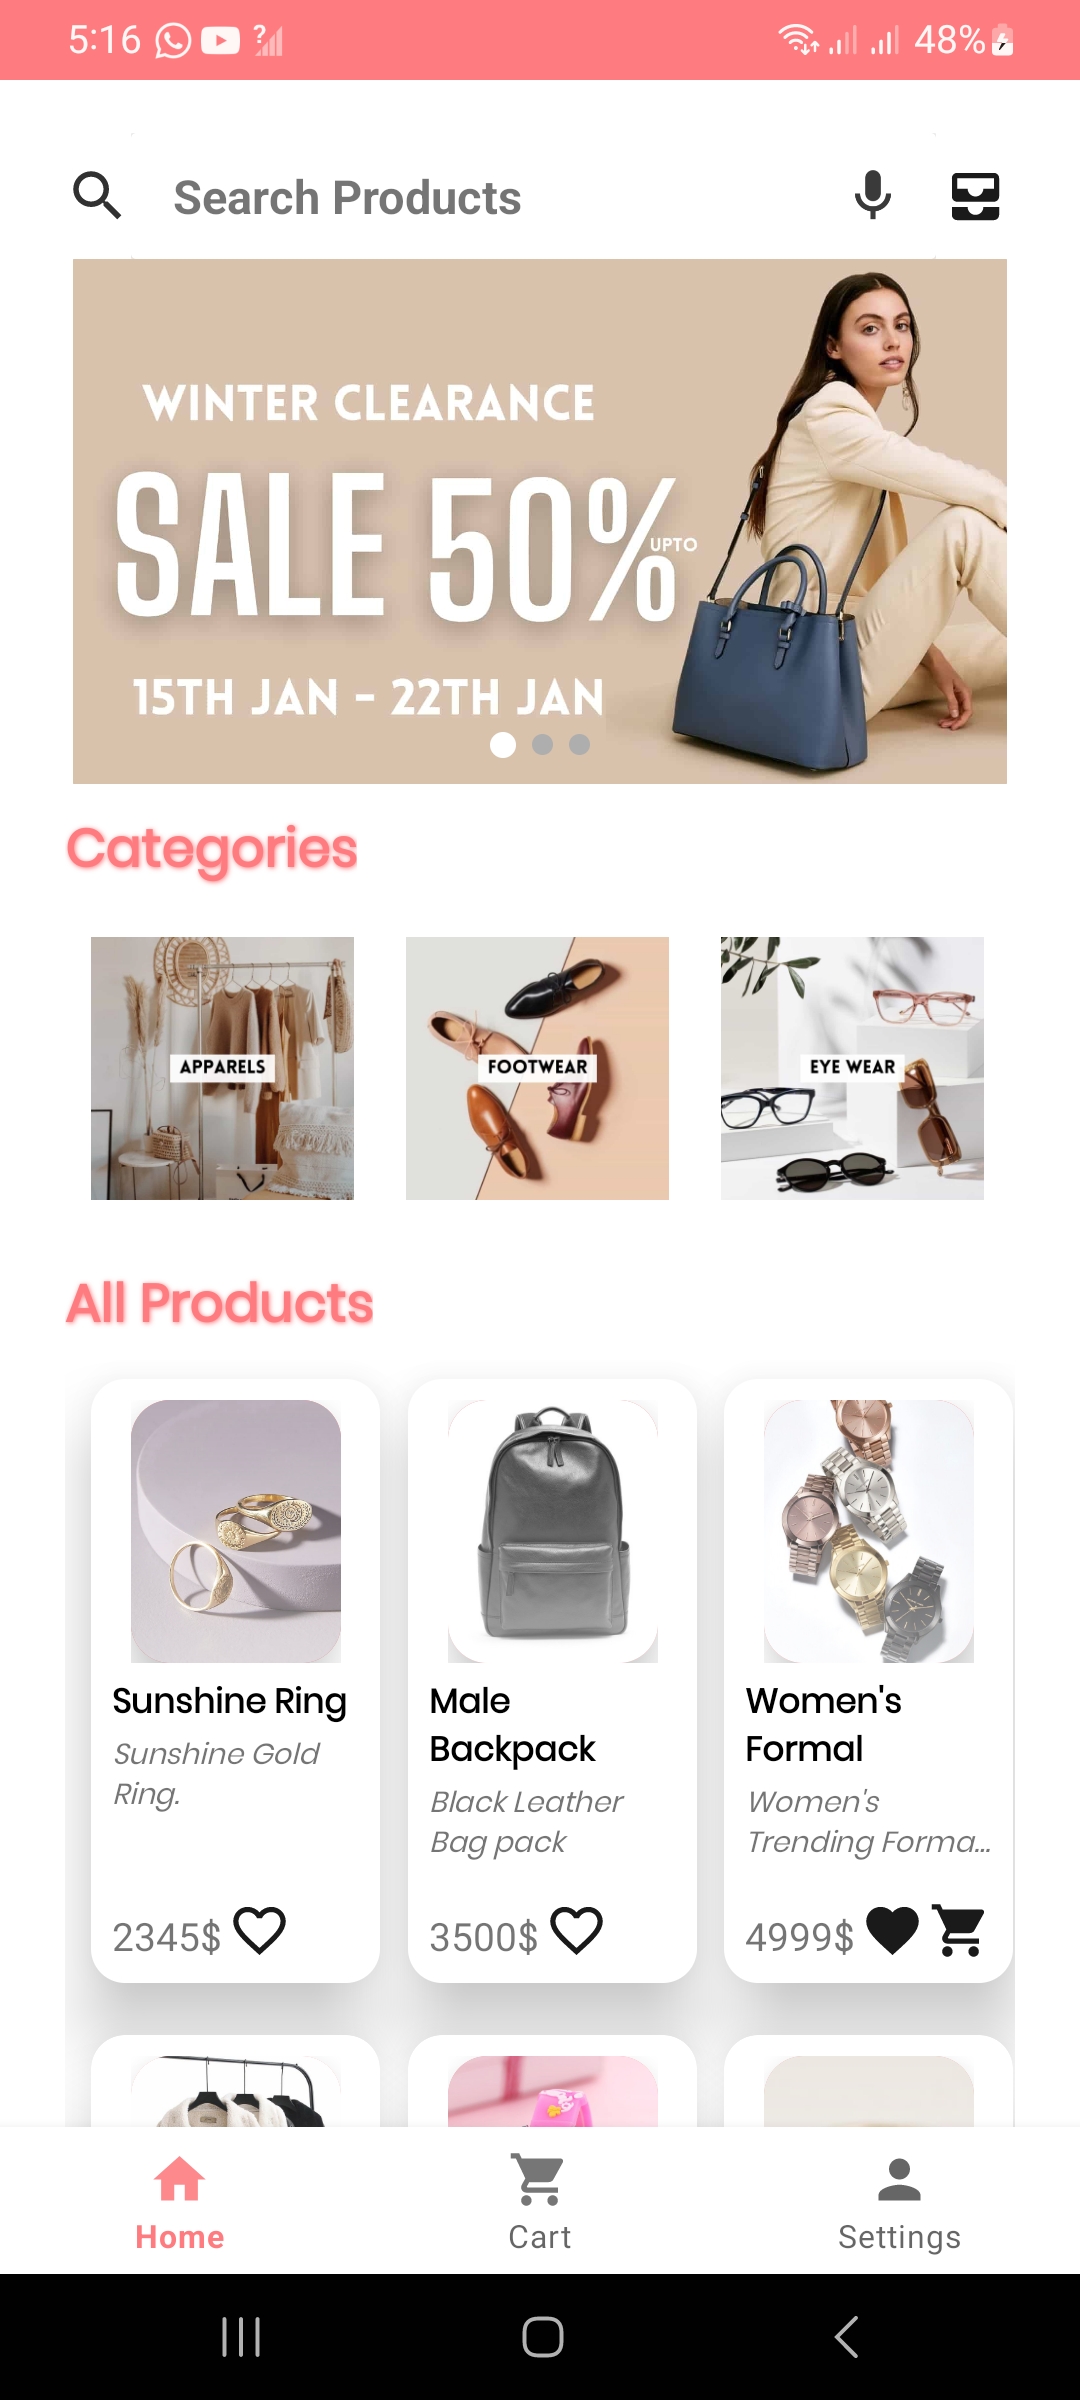 5:16
48%
Search Products
WINTER CLEARANCE
SALE 50%
UPTO
15TH JAN - 22TH JAN
Categories
APPARELS
FOOTWEAR
EYE WEAR
All Products
Sunshine Ring
Sunshine Gold
Ring.
2345$
Male
Backpack
Black Leather
Bag pack
3500$
Women's
Formal
Women's
Trending Forma...
4999$
Home
Cart
Settings